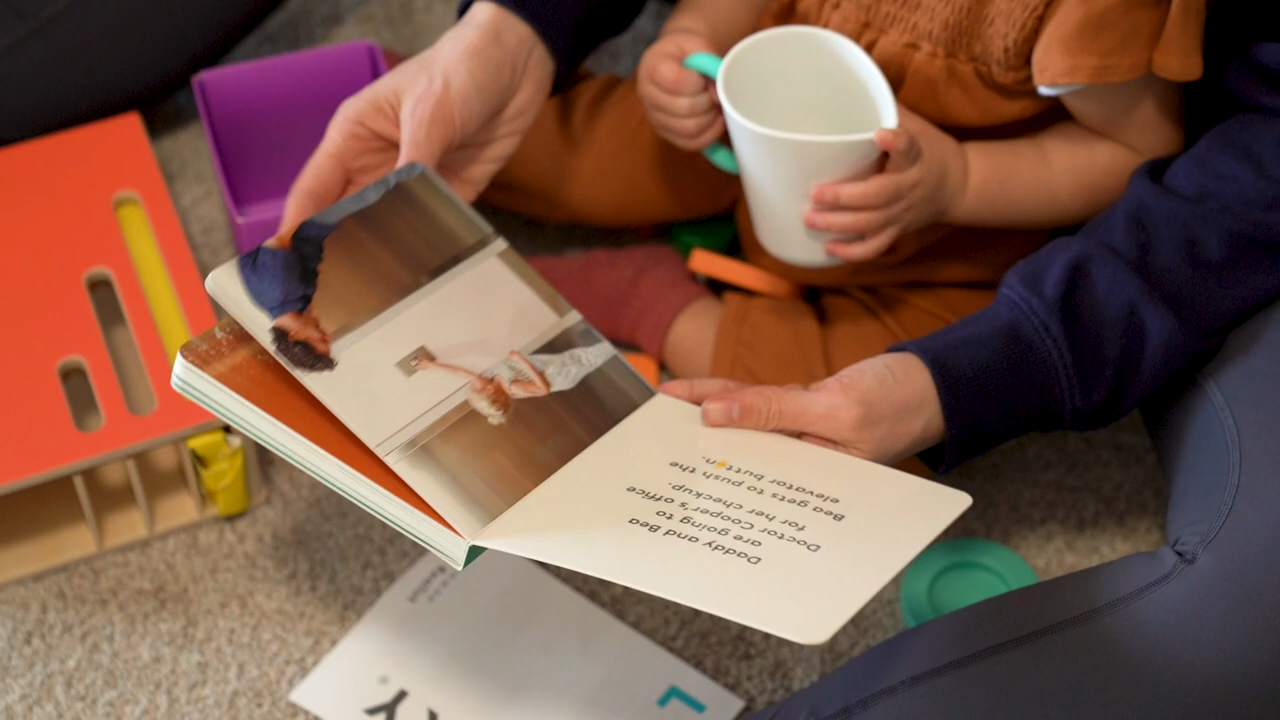 Daddy and Bea
are going to
Doctor Cooper's office
for her checkup.
Bea gets to push the
elevator button.